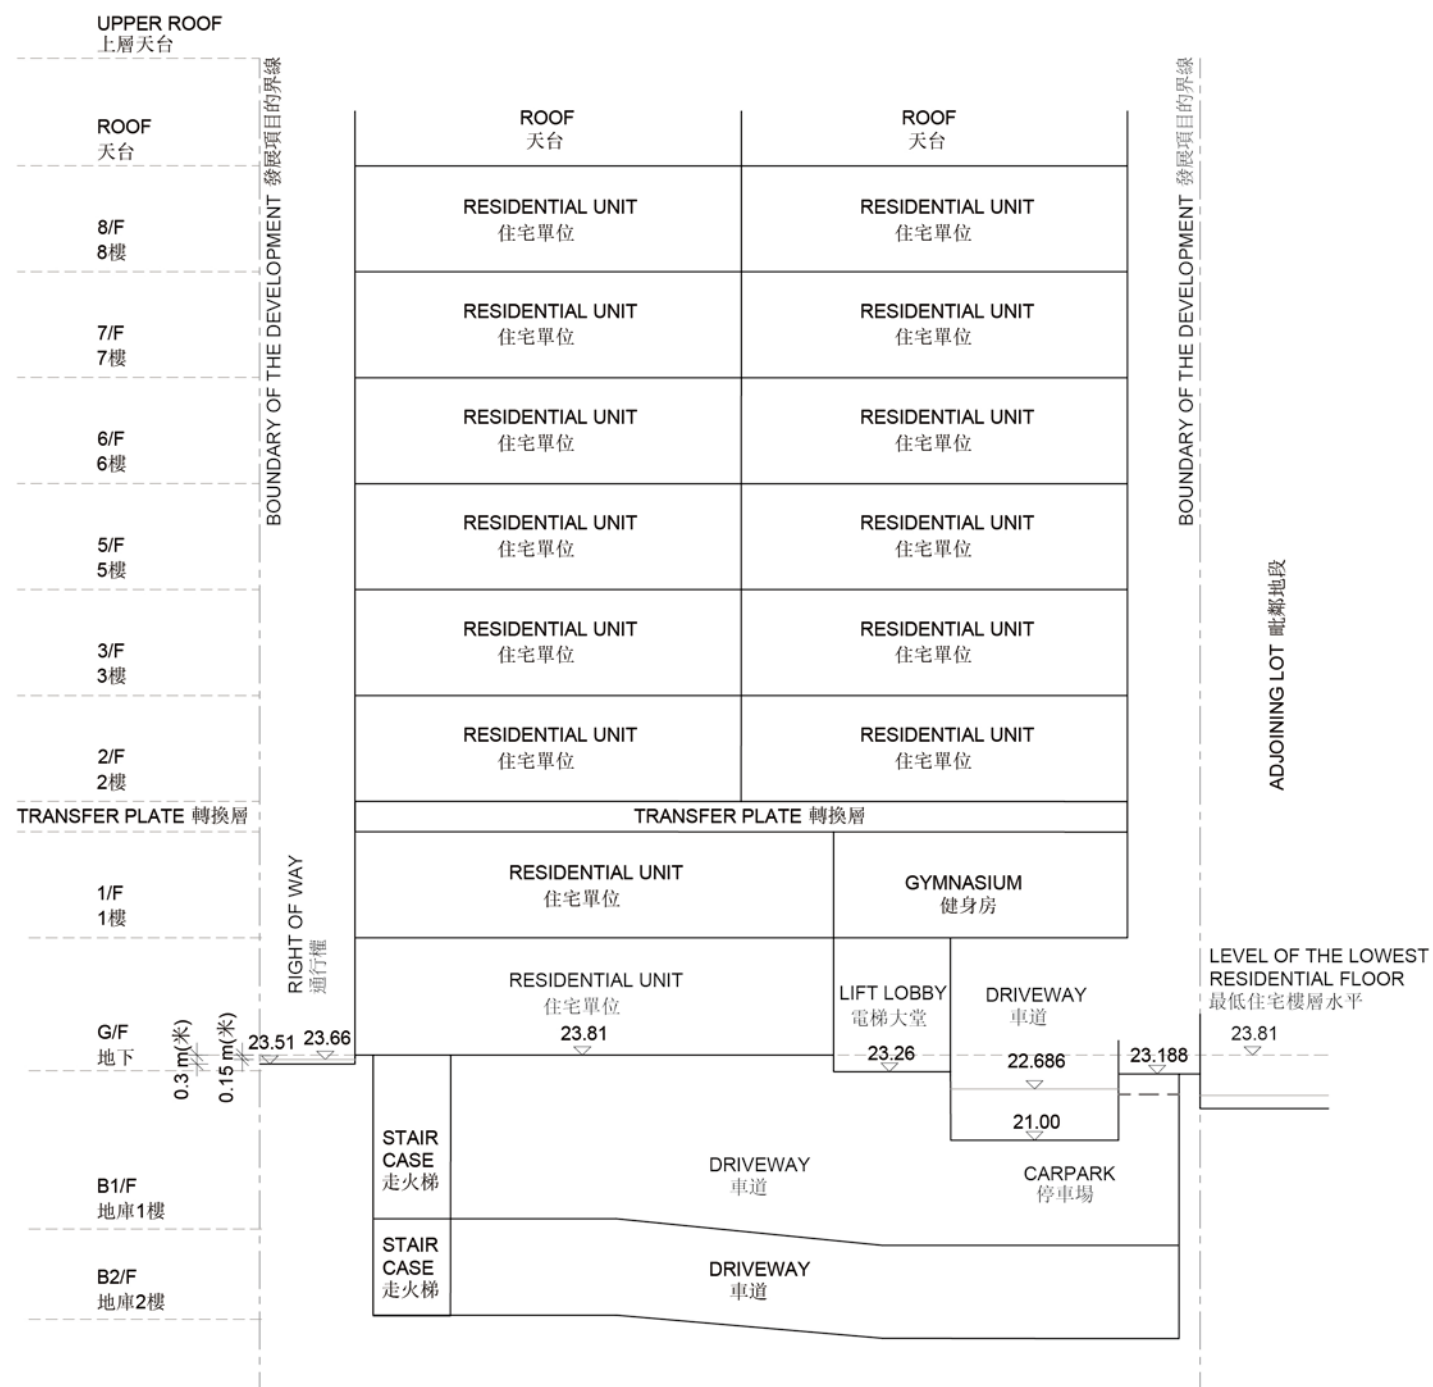 UPPER ROOF
上層天台
ROOF
天台
ROOF
天台
ROOF
天台
BOUNDARY OF THE DEVELOPMENT 發展項目的界線
BOUNDARY OF THE DEVELOPMENT 發展項目的界線
8/F
8樓
RESIDENTIAL UNIT
住宅單位
RESIDENTIAL UNIT
住宅單位
7/F
7樓
RESIDENTIAL UNIT
住宅單位
RESIDENTIAL UNIT
住宅單位
6/F
6樓
RESIDENTIAL UNIT
住宅單位
RESIDENTIAL UNIT
住宅單位
5/F
5樓
RESIDENTIAL UNIT
住宅單位
RESIDENTIAL UNIT
住宅單位
3/F
3樓
RESIDENTIAL UNIT
住宅單位
RESIDENTIAL UNIT
住宅單位
2/F
2樓
RESIDENTIAL UNIT
住宅單位
RESIDENTIAL UNIT
住宅單位
ADJOINING LOT 毗鄰地段
TRANSFER PLATE 轉換層
TRANSFER PLATE 轉換層
1/F
1樓
RIGHT OF WAY
通行權
RESIDENTIAL UNIT
住宅單位
GYMNASIUM
健身房
G/F
地下
0.3 m(米)
0.15 m(米)
23.51
23.66
RESIDENTIAL UNIT
住宅單位
23.81
LIFT LOBBY
電梯大堂
23.26
DRIVEWAY
車道
22.686
21.00
23.188
LEVEL OF THE LOWEST
RESIDENTIAL FLOOR
最低住宅樓層水平
23.81
B1/F
地庫1樓
STAIR
CASE
走火梯
DRIVEWAY
車道
CARPARK
停車場
B2/F
地庫2樓
STAIR
CASE
走火梯
DRIVEWAY
車道